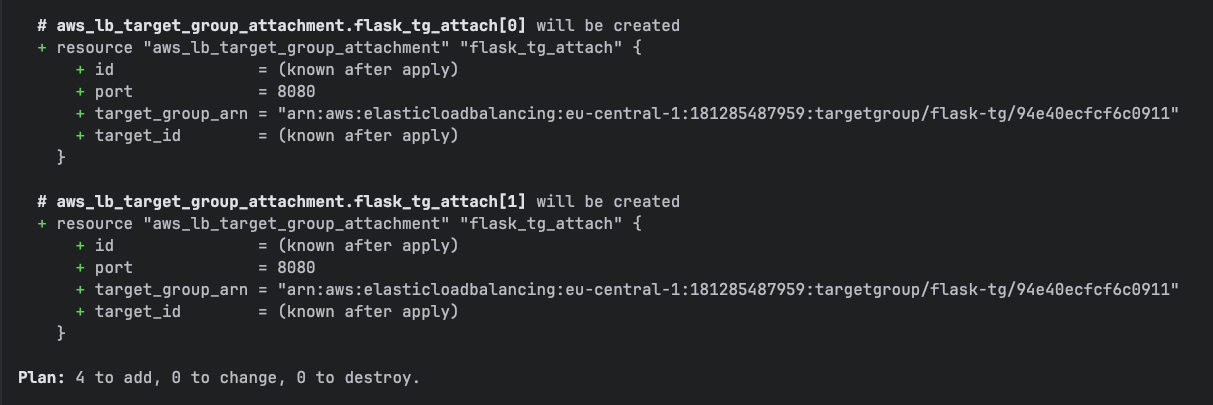 # aws_lb_target_group_attachment.flask_tg_attach[0] will be created
+ resource "aws_lb_target_group_attachment" "flask_tg_attach" {
+ id = (known after apply)
+ port = 8080
+ target_group_arn = "arn:aws:elasticloadbalancing:eu-central-1:181285487959:targetgroup/flask-tg/94e40ecfcf6c0911"
+ target_id = (known after apply)
}
# aws_lb_target_group_attachment.flask_tg_attach[1] will be created
+ resource "aws_lb_target_group_attachment" "flask_tg_attach" {
+ id = (known after apply)
+ port = 8080
+ target_group_arn = "arn:aws:elasticloadbalancing:eu-central-1:181285487959:targetgroup/flask-tg/94e40ecfcf6c0911"
+ target_id = (known after apply)
}
Plan: 4 to add, 0 to change, 0 to destroy.